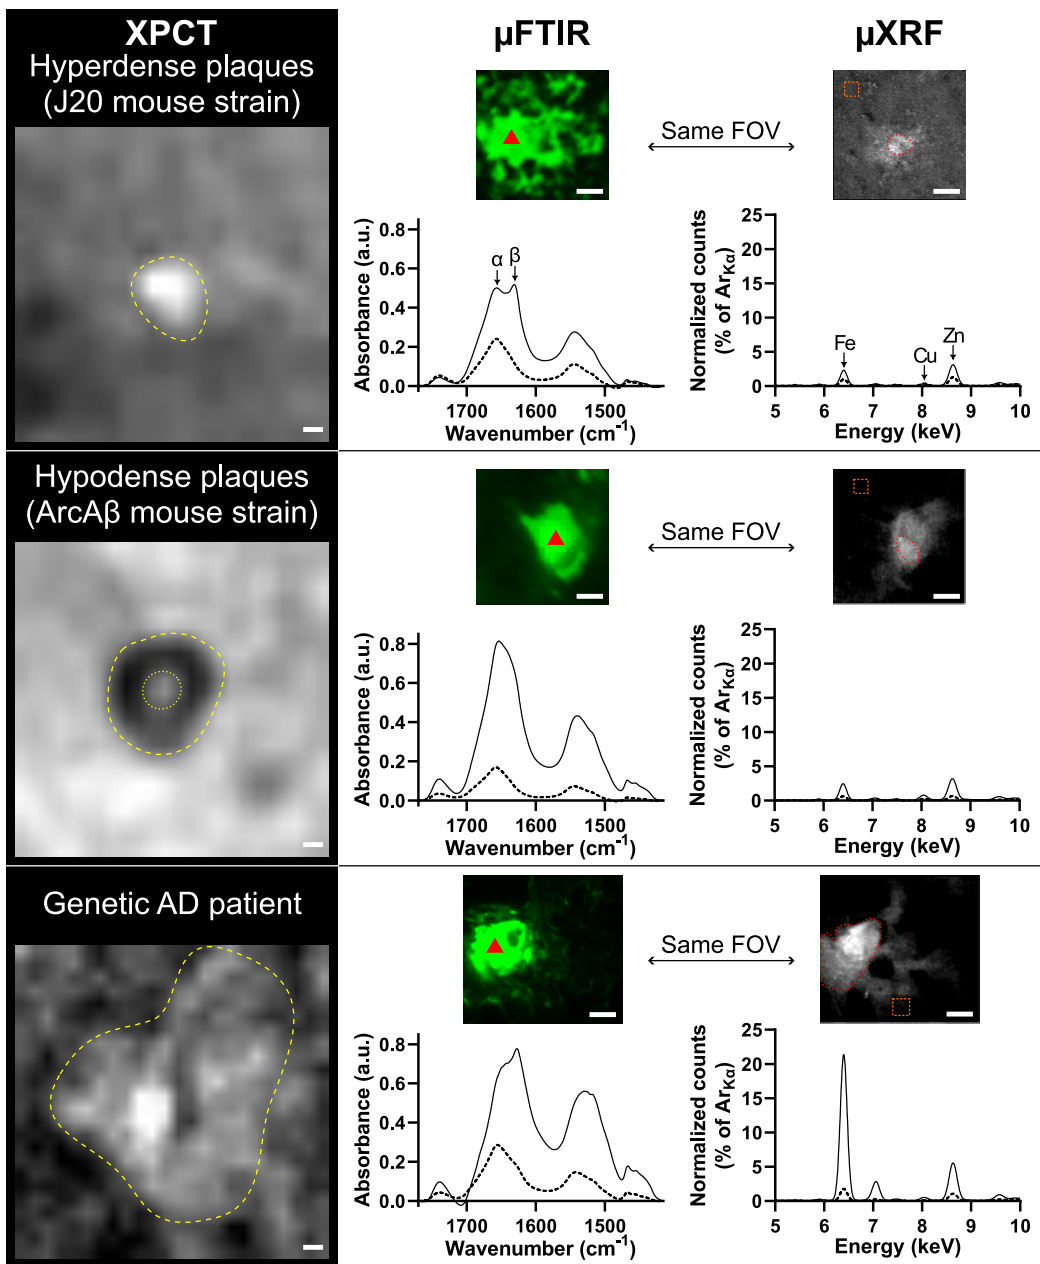 XPCT
Hyperdense plaques
(J20 mouse strain)
µFTIR
µXRF
Same FOV
Absorbance (a.u.)
0.8
0.6
0.4
0.2
0.0
α
β
1700
1600
1500
Wavenumber (cm-1)
Normalized counts
(% of ArKα)
25
20
15
10
5
0
Fe
Cu
Zn
5
6
7
8
9
10
Energy (keV)
Hypodense plaques
(ArcAβ mouse strain)
Same FOV
Absorbance (a.u.)
0.8
0.6
0.4
0.2
0.0
1700
1600
1500
Wavenumber (cm-1)
Normalized counts
(% of ArKα)
25
20
15
10
5
0
5
6
7
8
9
10
Energy (keV)
Genetic AD patient
Same FOV
Absorbance (a.u.)
0.8
0.6
0.4
0.2
0.0
1700
1600
1500
Wavenumber (cm-1)
Normalized counts
(% of ArKα)
25
20
15
10
5
0
5
6
7
8
9
10
Energy (keV)